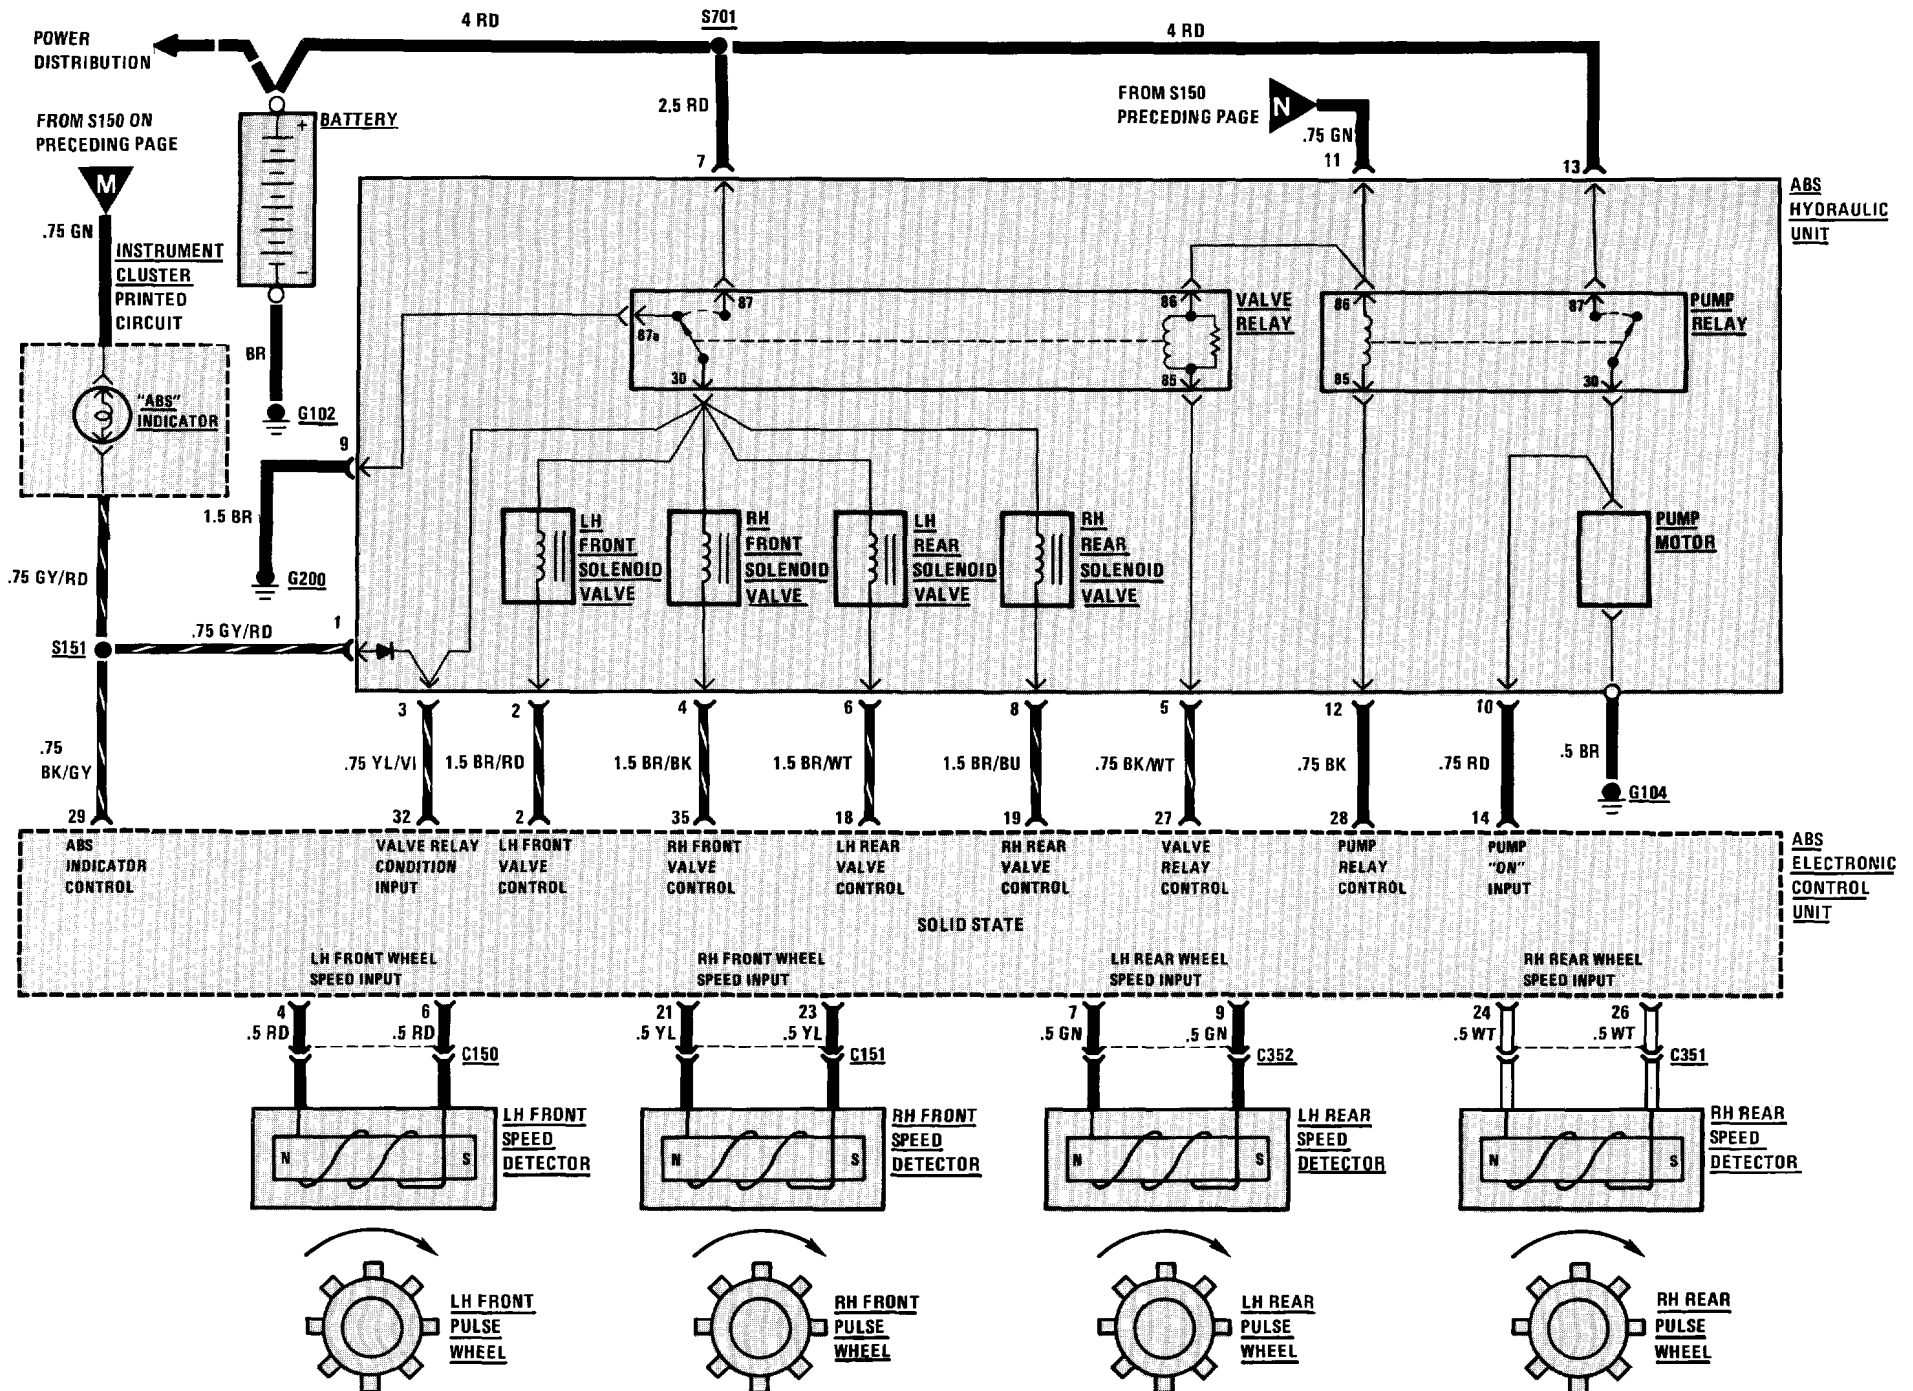 4 RD
S701
4 RD
POWER
DISTRIBUTION
2.5 RD
FROM S150
PRECEDING PAGE
N
.75 GN
FROM S150 ON
PRECEDING PAGE
+
BATTERY
M
7
11
13
ABS
HYDRAULIC
UNIT
.75 GN
INSTRUMENT
CLUSTER
PRINTED
CIRCUIT
−
87
86
VALVE
RELAY
86
87
PUMP
RELAY
87a
BR
30
85
85
30
"ABS"
INDICATOR
G102
9
1.5 BR
LH
FRONT
SOLENOID
VALVE
RH
FRONT
SOLENOID
VALVE
LH
REAR
SOLENOID
VALVE
RH
REAR
SOLENOID
VALVE
PUMP
MOTOR
.75 GY/RD
G200
S151
.75 GY/RD
1
3
2
4
6
8
5
12
10
.75
BK/GY
.75 YL/VI
1.5 BR/RD
1.5 BR/BK
1.5 BR/WT
1.5 BR/BU
.75 BK/WT
.75 BK
.75 RD
.5 BR
G104
29
32
2
35
18
19
27
28
14
ABS
INDICATOR
CONTROL
VALVE RELAY
CONDITION
INPUT
LH FRONT
VALVE
CONTROL
RH FRONT
VALVE
CONTROL
LH REAR
VALVE
CONTROL
RH REAR
VALVE
CONTROL
VALVE
RELAY
CONTROL
PUMP
RELAY
CONTROL
PUMP
"ON"
INPUT
ABS
ELECTRONIC
CONTROL
UNIT
SOLID STATE
LH FRONT WHEEL
SPEED INPUT
RH FRONT WHEEL
SPEED INPUT
LH REAR WHEEL
SPEED INPUT
RH REAR WHEEL
SPEED INPUT
4
.5 RD
6
.5 RD
C150
21
.5 YL
23
.5 YL
C151
7
.5 GN
9
.5 GN
C352
24
.5 WT
26
.5 WT
C351
N
S
LH FRONT
SPEED
DETECTOR
N
S
RH FRONT
SPEED
DETECTOR
N
S
LH REAR
SPEED
DETECTOR
N
S
RH REAR
SPEED
DETECTOR
LH FRONT
PULSE
WHEEL
RH FRONT
PULSE
WHEEL
LH REAR
PULSE
WHEEL
RH REAR
PULSE
WHEEL